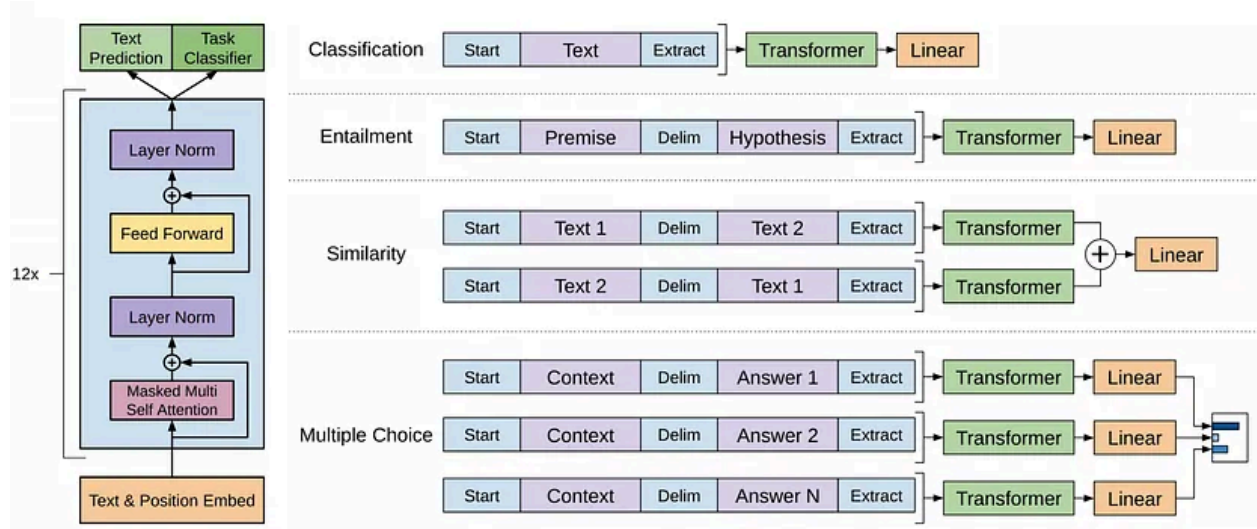 Text
Prediction
Task
Classifier
Layer Norm
Feed Forward
12x
Layer Norm
Masked Multi
Self Attention
Text & Position Embed
Classification
Start Text Extract Transformer Linear
Entailment
Start Premise Delim Hypothesis Extract Transformer Linear
Similarity
Start Text 1 Delim Text 2 Extract Transformer
Linear
Start Text 2 Delim Text 1 Extract Transformer
Multiple Choice
Start Context Delim Answer 1 Extract Transformer Linear
Start Context Delim Answer 2 Extract Transformer Linear
Start Context Delim Answer N Extract Transformer Linear